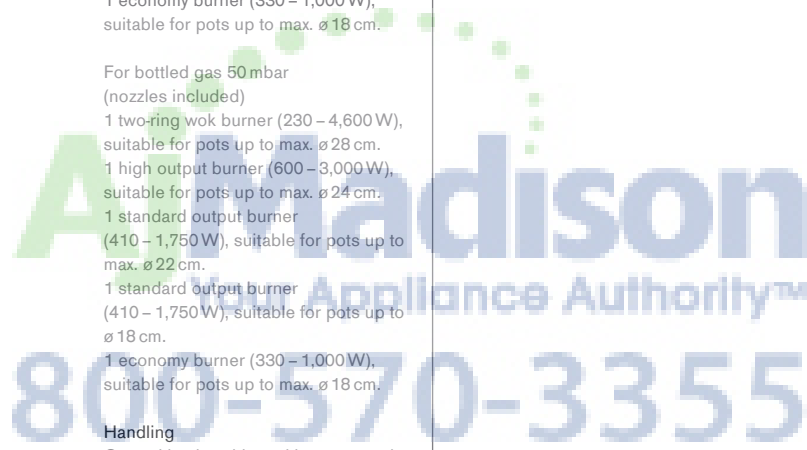 1 economy burner (330 – 1,000 W),
suitable for pots up to max. ø 18 cm.
For bottled gas 50 mbar
(nozzles included)
1 two-ring wok burner (230 – 4,600 W),
suitable for pots up to max. ø 28 cm.
1 high output burner (600 – 3,000 W),
suitable for pots up to max. ø 24 cm.
1 standard output burner
(410 – 1,750 W), suitable for pots up to
max. ø 22 cm.
1 standard output burner
(410 – 1,750 W), suitable for pots up to
ø 18 cm.
1 economy burner (330 – 1,000 W),
suitable for pots up to max. ø 18 cm.
Handling
AjMadison
Your Appliance Authority™
800-570-3355